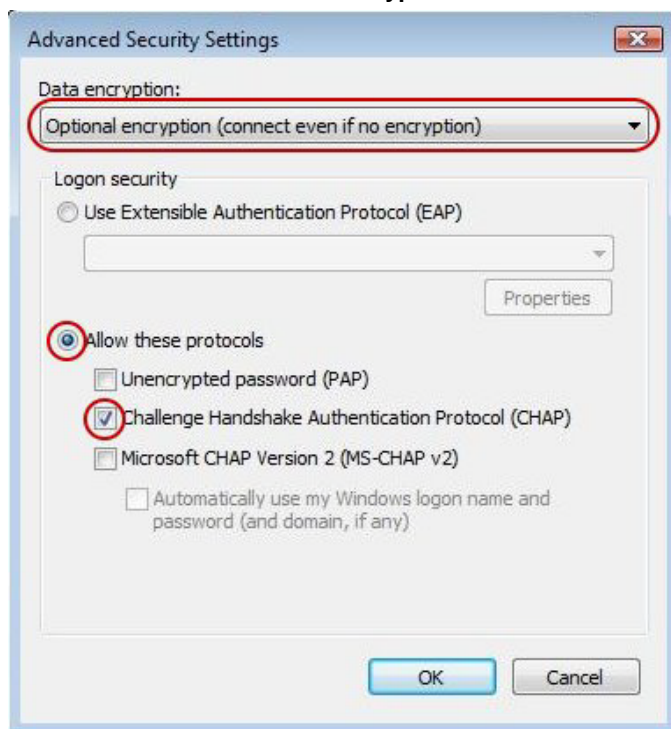 Advanced Security Settings
Data encryption:
Optional encryption (connect even if no encryption)
Logon security
Use Extensible Authentication Protocol (EAP)
Properties
Allow these protocols
Unencrypted password (PAP)
Challenge Handshake Authentication Protocol (CHAP)
Microsoft CHAP Version 2 (MS-CHAP v2)
Automatically use my Windows logon name and
password (and domain, if any)
OK
Cancel